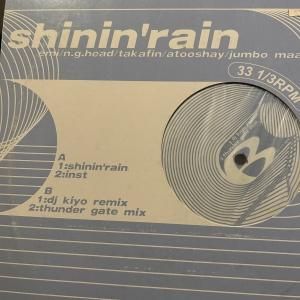 shinin'rain
emi/n.g.head/takafin/atooshay/jumbo maa
33 1/3RPM
A
1:shinin'rain
2:inst
B
1:dj kiyo remix
2:thunder gate mix